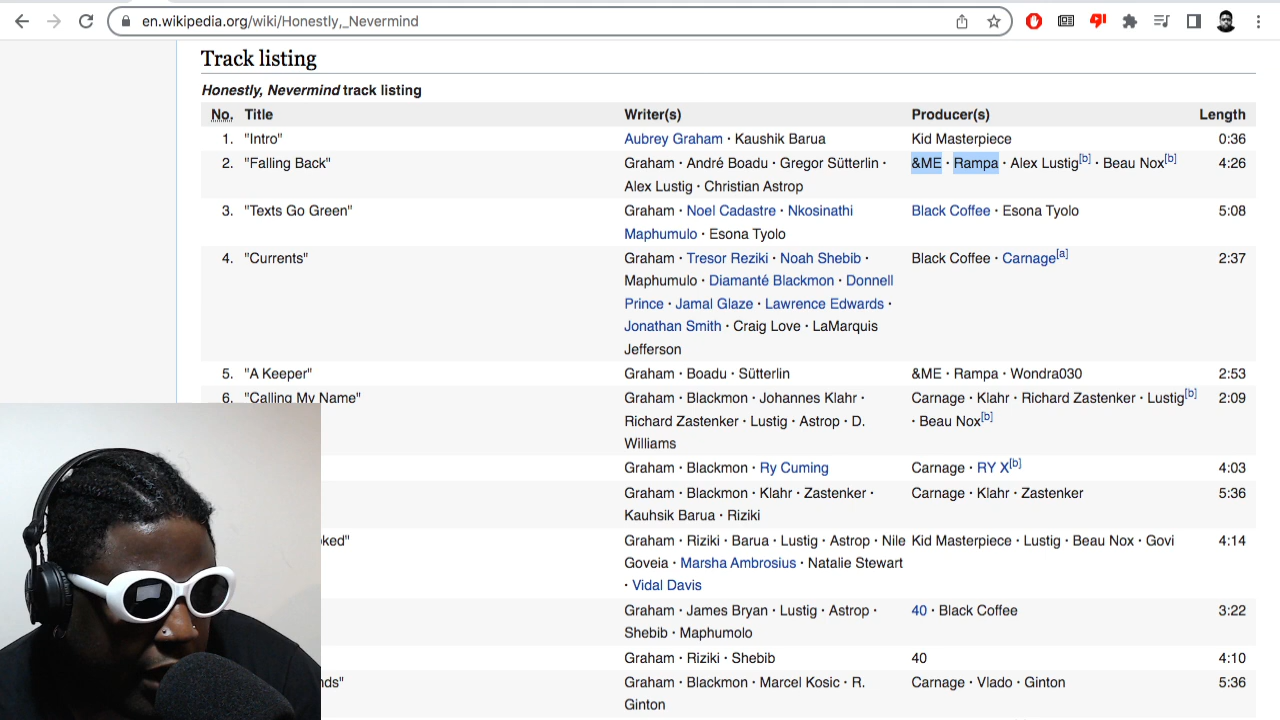 en.wikipedia.org/wiki/Honestly,_Nevermind
Track listing
Honestly, Nevermind track listing
No. Title Writer(s) Producer(s) Length
1. "Intro" Aubrey Graham · Kaushik Barua Kid Masterpiece 0:36
2. "Falling Back" Graham · André Boadu · Gregor Sütterlin · &ME · Rampa · Alex Lustig[b] · Beau Nox[b] 4:26
Alex Lustig · Christian Astrop
3. "Texts Go Green" Graham · Noel Cadastre · Nkosinathi Black Coffee · Esona Tyolo 5:08
Maphumulo · Esona Tyolo
4. "Currents" Graham · Tresor Reziki · Noah Shebib · Black Coffee · Carnage[a] 2:37
Maphumulo · Diamanté Blackmon · Donnell
Prince · Jamal Glaze · Lawrence Edwards ·
Jonathan Smith · Craig Love · LaMarquis
Jefferson
5. "A Keeper" Graham · Boadu · Sütterlin &ME · Rampa · Wondra030 2:53
6. "Calling My Name" Graham · Blackmon · Johannes Klahr · Carnage · Klahr · Richard Zastenker · Lustig[b] 2:09
Richard Zastenker · Lustig · Astrop · D. · Beau Nox[b]
Williams
Graham · Blackmon · Ry Cuming Carnage · RY X[b] 4:03
Graham · Blackmon · Klahr · Zastenker · Carnage · Klahr · Zastenker 5:36
Kauhsik Barua · Riziki
ked" Graham · Riziki · Barua · Lustig · Astrop · Nile Kid Masterpiece · Lustig · Beau Nox · Govi 4:14
Goveia · Marsha Ambrosius · Natalie Stewart
· Vidal Davis
Graham · James Bryan · Lustig · Astrop · 40 · Black Coffee 3:22
Shebib · Maphumolo
Graham · Riziki · Shebib 40 4:10
ds" Graham · Blackmon · Marcel Kosic · R. Carnage · Vlado · Ginton 5:36
Ginton